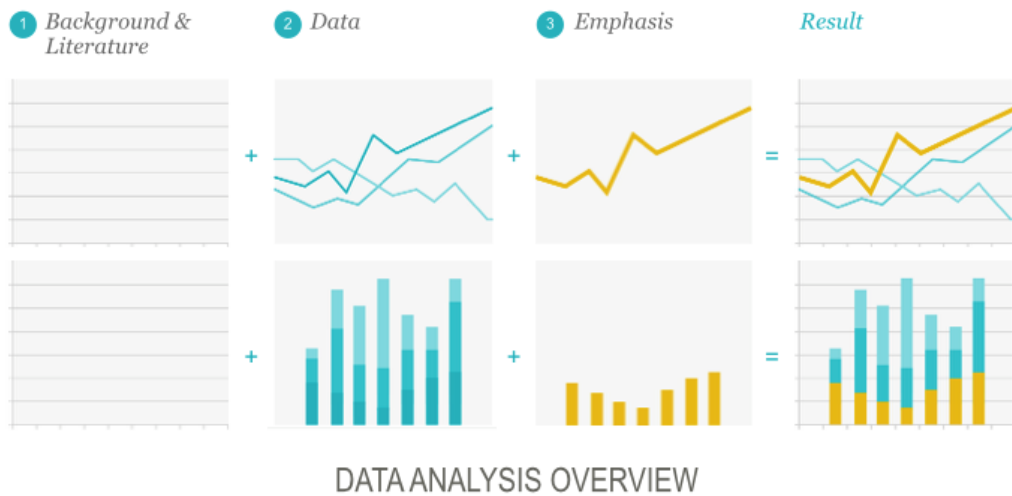 1 Background &
Literature
2 Data
3 Emphasis
Result
+ + =
+ + =
DATA ANALYSIS OVERVIEW